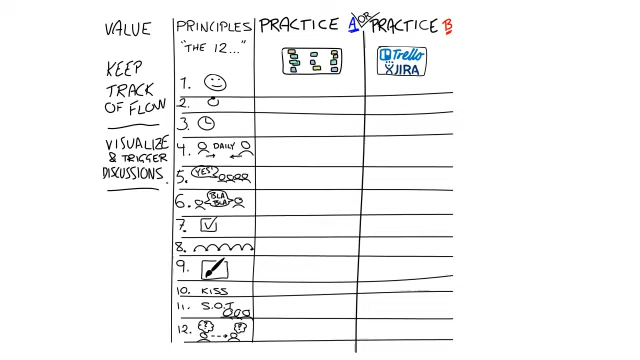 VALUE
KEEP
TRACK
OF FLOW
VISUALIZE
& TRIGGER
DISCUSSIONS.
PRINCIPLES
"THE 12..."
1.
2.
3.
4. DAILY
5. YES!
6. BLA
BLA
7.
8.
9.
10. KISS
11. S.O.T
12. ? ?
PRACTICE A
OR
PRACTICE B
Trello
JIRA